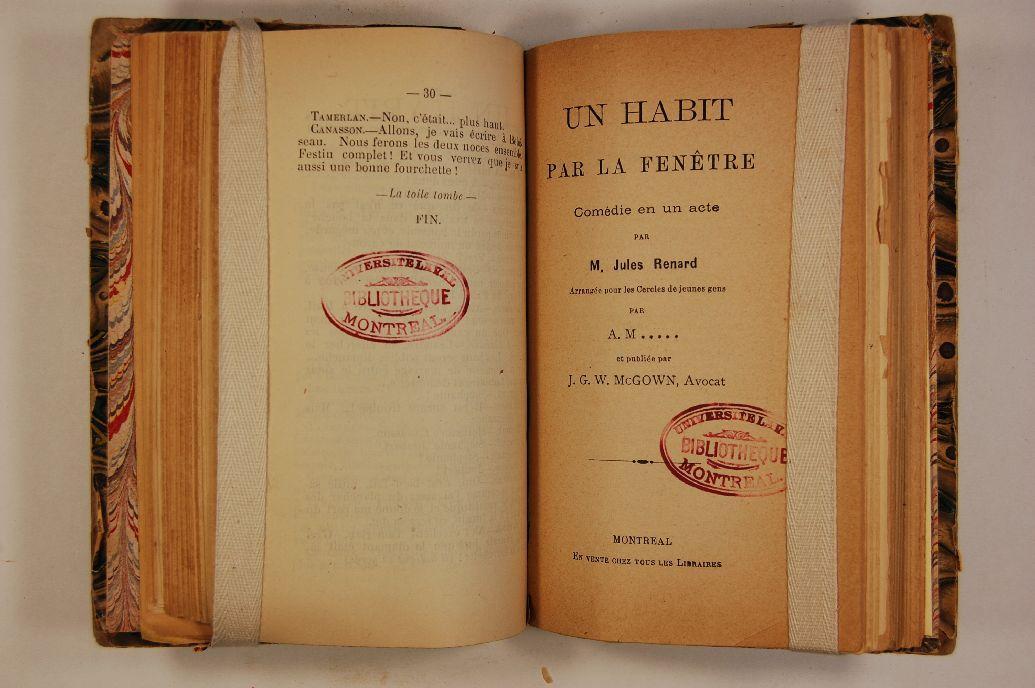 — 30 —
TAMERLAN.—Non, c'était... plus haut.
CANASSON.—Allons, je vais écrire à
seau. Nous ferons les deux noces ensemble.
Festin complet ! Et vous verrez que je
aussi une bonne fourchette !
—La toile tombe—
FIN.
UNIVERSITE LAVAL
BIBLIOTHEQUE
MONTREAL.
UN HABIT
PAR LA FENÊTRE
Comédie en un acte
PAR
M. Jules Renard
Arrangée pour les Cercles de jeunes gens
PAR
A. M.....
et publiée par
J. G. W. MCGOWN, Avocat
UNIVERSITE LAV
BIBLIOTHEQUE
MONTREAL.
MONTREAL
EN VENTE CHEZ TOUS LES LIBRAIRES